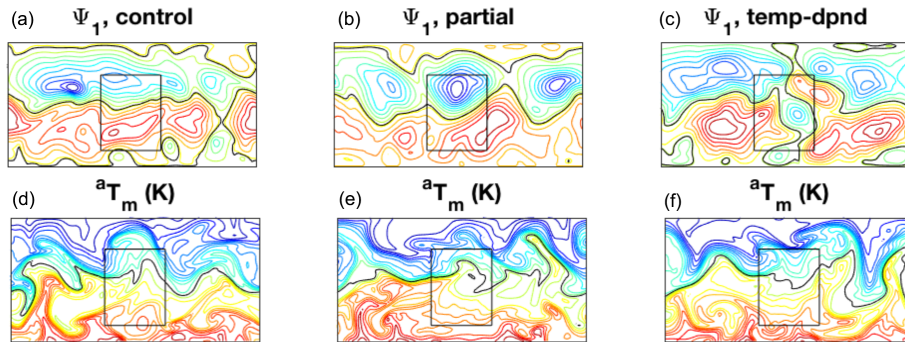 (a) Ψ₁, control
(b) Ψ₁, partial
(c) Ψ₁, temp-dpnd
(d) ᵃTₘ (K)
(e) ᵃTₘ (K)
(f) ᵃTₘ (K)